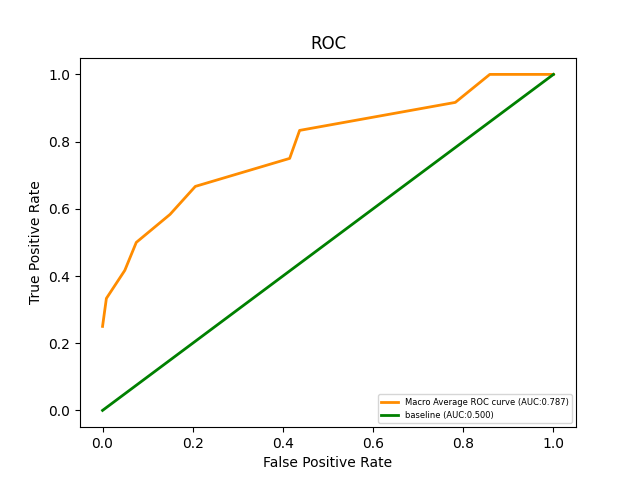 ROC
1.0
0.8
0.6
0.4
0.2
0.0
True Positive Rate
0.0 0.2 0.4 0.6 0.8 1.0
False Positive Rate
Macro Average ROC curve (AUC:0.787)
baseline (AUC:0.500)